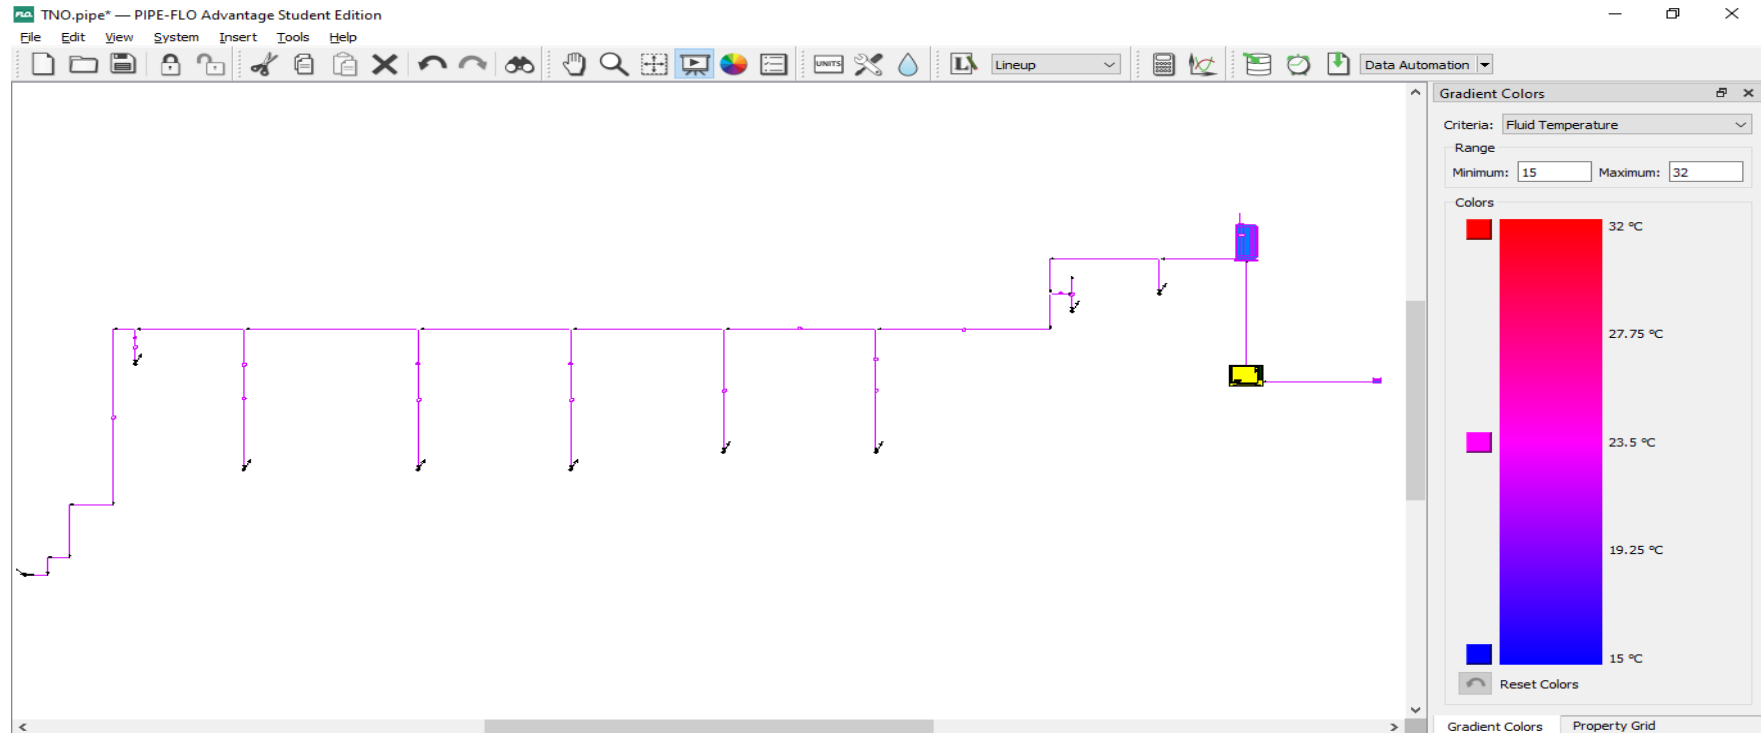 FLO TNO.pipe* — PIPE-FLO Advantage Student Edition
File Edit View System Insert Tools Help
UNITS Lineup Data Automation
Gradient Colors
Criteria: Fluid Temperature
Range
Minimum: 15 Maximum: 32
Colors
32 °C
27.75 °C
23.5 °C
19.25 °C
15 °C
Reset Colors
Gradient Colors Property Grid